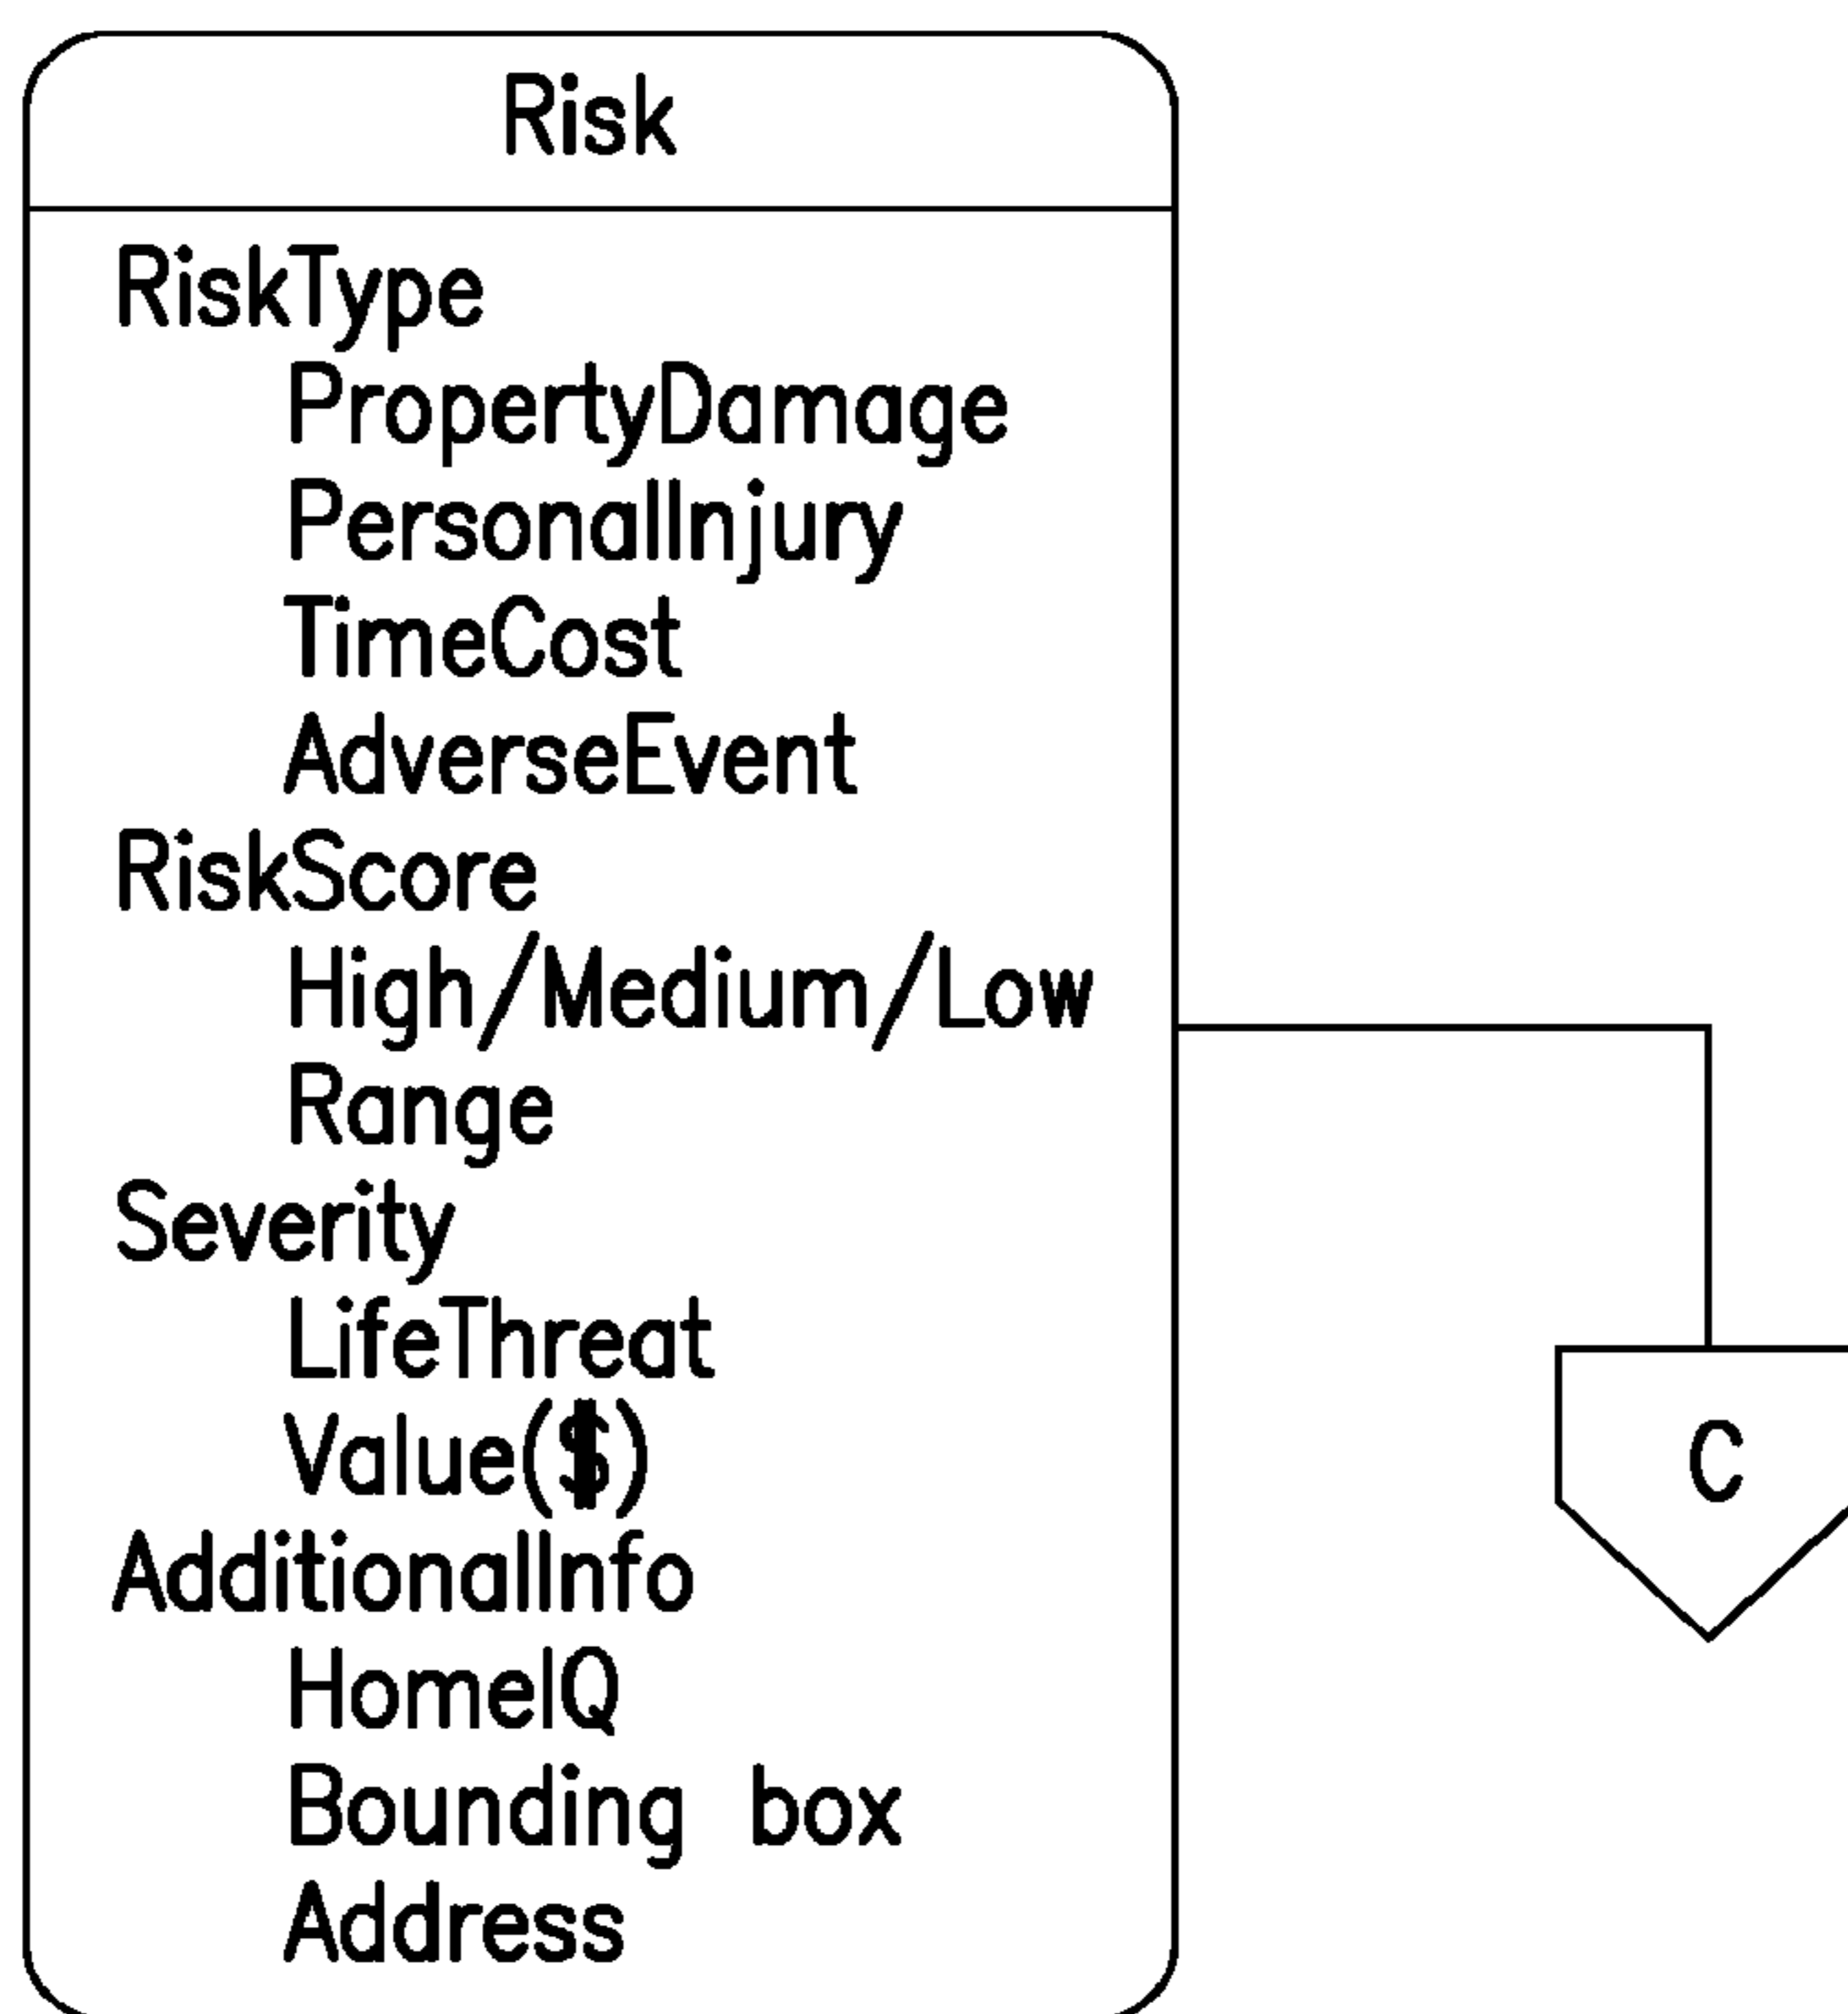 Risk
RiskType
PropertyDamage
PersonalInjury
TimeCost
AdverseEvent
RiskScore
High/Medium/Low
Range
Severity
LifeThreat
Value($)
AdditionalInfo
HomeIQ
Bounding box
Address
C